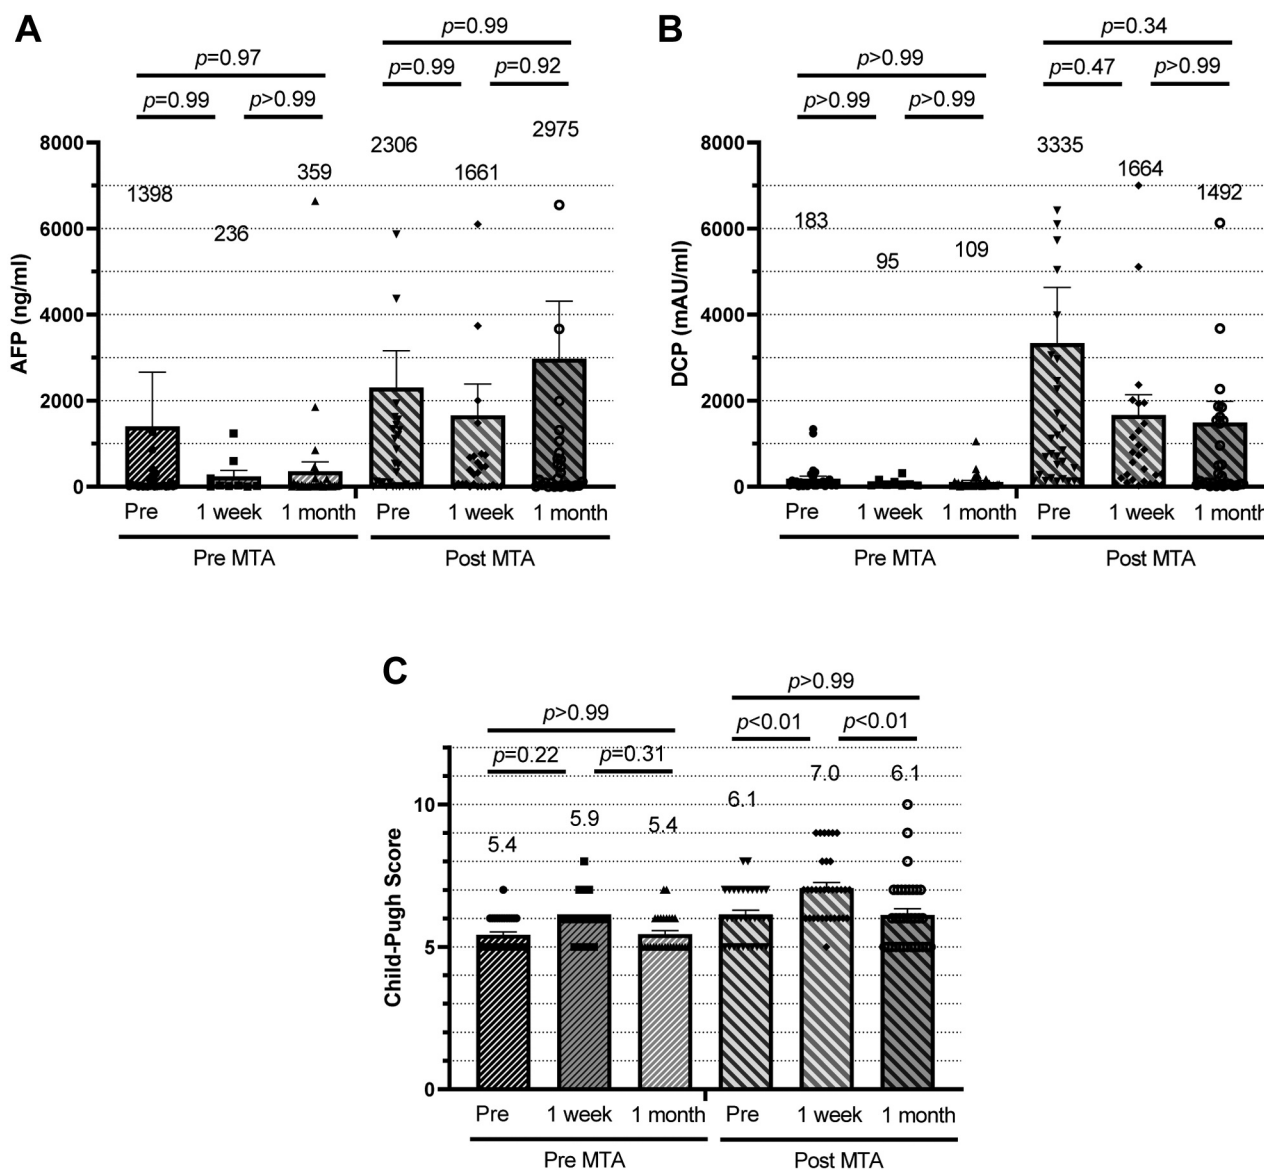 A
p=0.99
p=0.97
p=0.99 p=0.92
p=0.99 p>0.99
8000
6000
4000
2000
0
AFP (ng/ml)
1398
236
359
2306
1661
2975
Pre 1 week 1 month Pre 1 week 1 month
Pre MTA Post MTA
B
p=0.34
p>0.99
p=0.47 p>0.99
p>0.99 p>0.99
8000
6000
4000
2000
0
DCP (mAU/ml)
183
95
109
3335
1664
1492
Pre 1 week 1 month Pre 1 week 1 month
Pre MTA Post MTA
C
p>0.99
p>0.99
p<0.01 p<0.01
p=0.22 p=0.31
10
5
0
Child-Pugh Score
5.4
5.9
5.4
6.1
7.0
6.1
Pre 1 week 1 month Pre 1 week 1 month
Pre MTA Post MTA